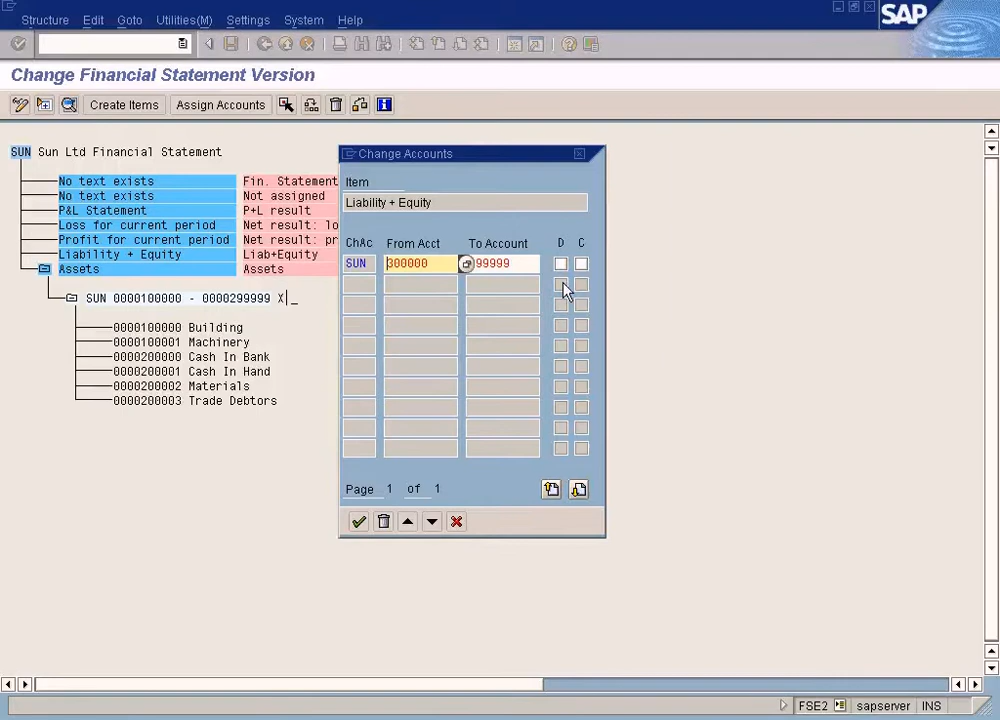 Structure Edit Goto Utilities(M) Settings System Help
SAP
Change Financial Statement Version
Create Items Assign Accounts
SUN Sun Ltd Financial Statement
No text exists Fin. Statement
No text exists Not assigned
P&L Statement P+L result
Loss for current period Net result: lo
Profit for current period Net result: pr
Liability + Equity Liab+Equity
Assets Assets
SUN 0000100000 - 0000299999 X _
0000100000 Building
0000100001 Machinery
0000200000 Cash In Bank
0000200001 Cash In Hand
0000200002 Materials
0000200003 Trade Debtors
Change Accounts
Item
Liability + Equity
ChAc From Acct To Account D C
SUN 300000 99999
Page 1 of 1
FSE2 sapserver INS